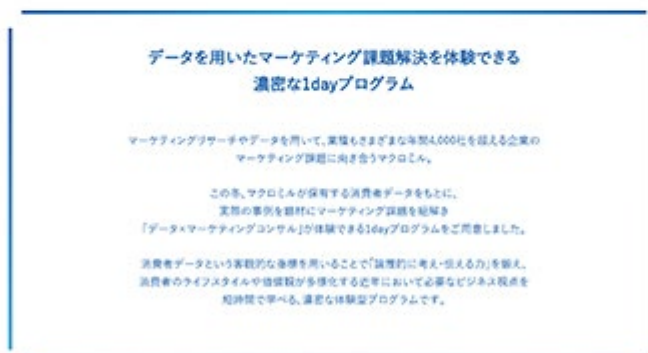 データを用いたマーケティング課題解決を体験できる
濃密な1dayプログラム
マーケティングリサーチやデータを用いて、業種もさまざまな年間4,000社を超える企業の
マーケティング課題に向き合うマクロミル。
この冬、マクロミルが保有する消費者データをもとに、
実際の事例を題材にマーケティング課題を紐解き
「データ×マーケティングコンサル」が体験できる1dayプログラムをご用意しました。
消費者データという客観的な指標を用いることで「論理的に考え・伝える力」を鍛え、
消費者のライフスタイルや価値観が多様化する近年において必要なビジネス視点を
短時間で学べる、濃密な体験型プログラムです。